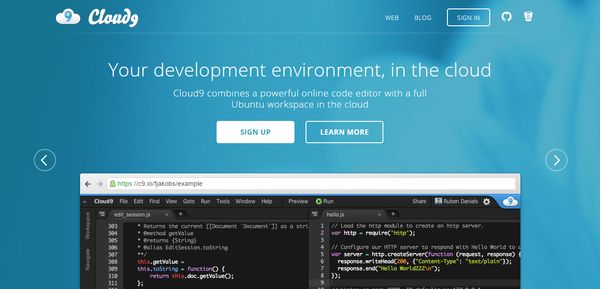 9 Cloud9 WEB BLOG SIGN IN
Your development environment, in the cloud
Cloud9 combines a powerful online code editor with a full
Ubuntu workspace in the cloud
SIGN UP LEARN MORE
https://c9.io/fjakobs/example
Cloud9 File Edit Find View Goto Run Tools Window Help Preview Run Share Ruben Daniels
Workspace
Navigate
edit_session.js
303 * Returns the current [[Document `Document`]] as a stri
304 * @method getValue
305 * @returns {String}
306 * @alias EditSession.toString
307 **/
308 this.getValue =
309 this.toString = function() {
310 return this.doc.getValue();
311 };
312
hello.js
1 // Load the http module to create an http server.
2 var http = require('http');
3
4 // Configure our HTTP server to respond with Hello World to
5 var server = http.createServer(function (request, response) {
6 response.writeHead(200, {"Content-Type": "text/plain"});
7 response.end("Hello WorldZZZ\n");
8 });
9